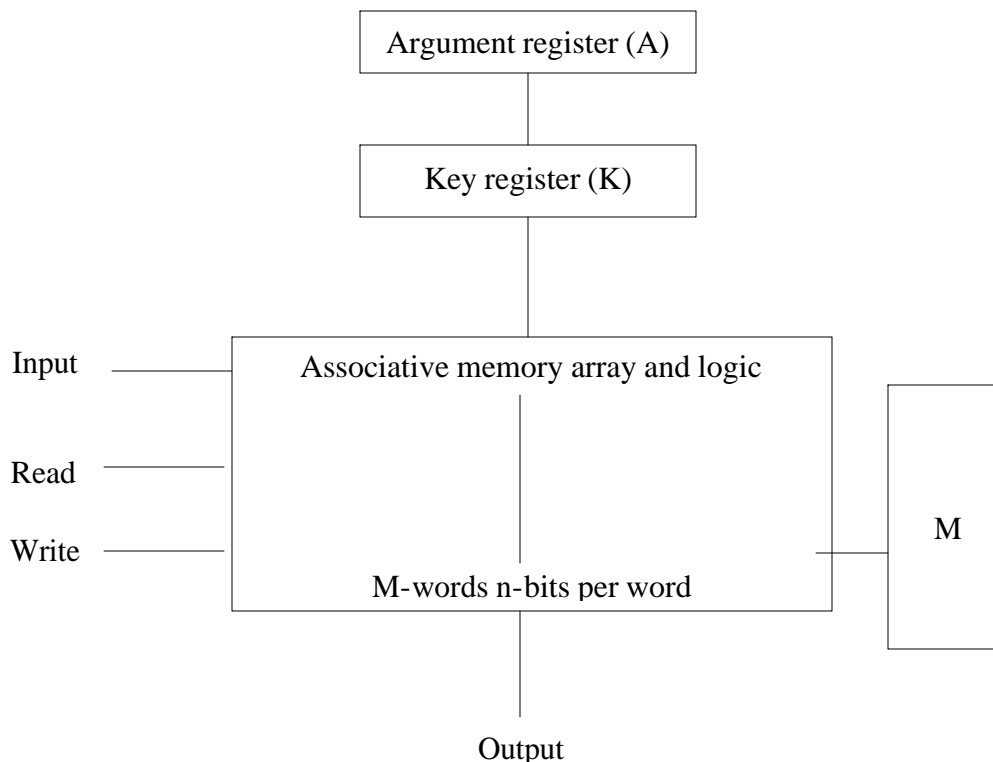 Argument register (A)
Key register (K)
Input
Associative memory array and logic
Read
M
Write
M-words n-bits per word
Output